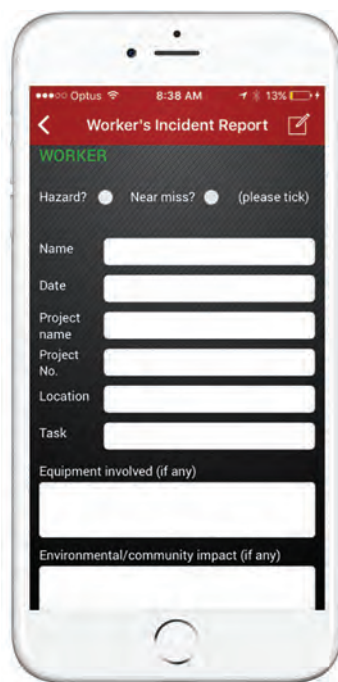 Optus 8:38 AM 13%
Worker's Incident Report
WORKER
Hazard? Near miss? (please tick)
Name
Date
Project
name
Project
No.
Location
Task
Equipment involved (if any)
Environmental/community impact (if any)